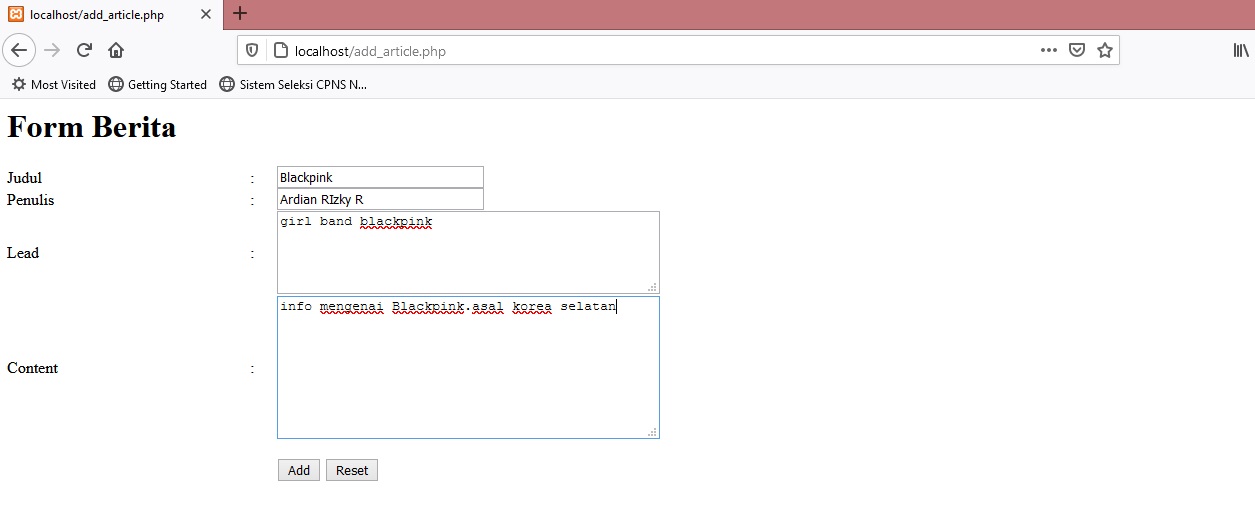 localhost/add_article.php
localhost/add_article.php
Most Visited Getting Started Sistem Seleksi CPNS N...
Form Berita
Judul : Blackpink
Penulis : Ardian RIzky R
Lead : girl band blackpink
Content : info mengenai Blackpink.asal korea selatan
Add Reset